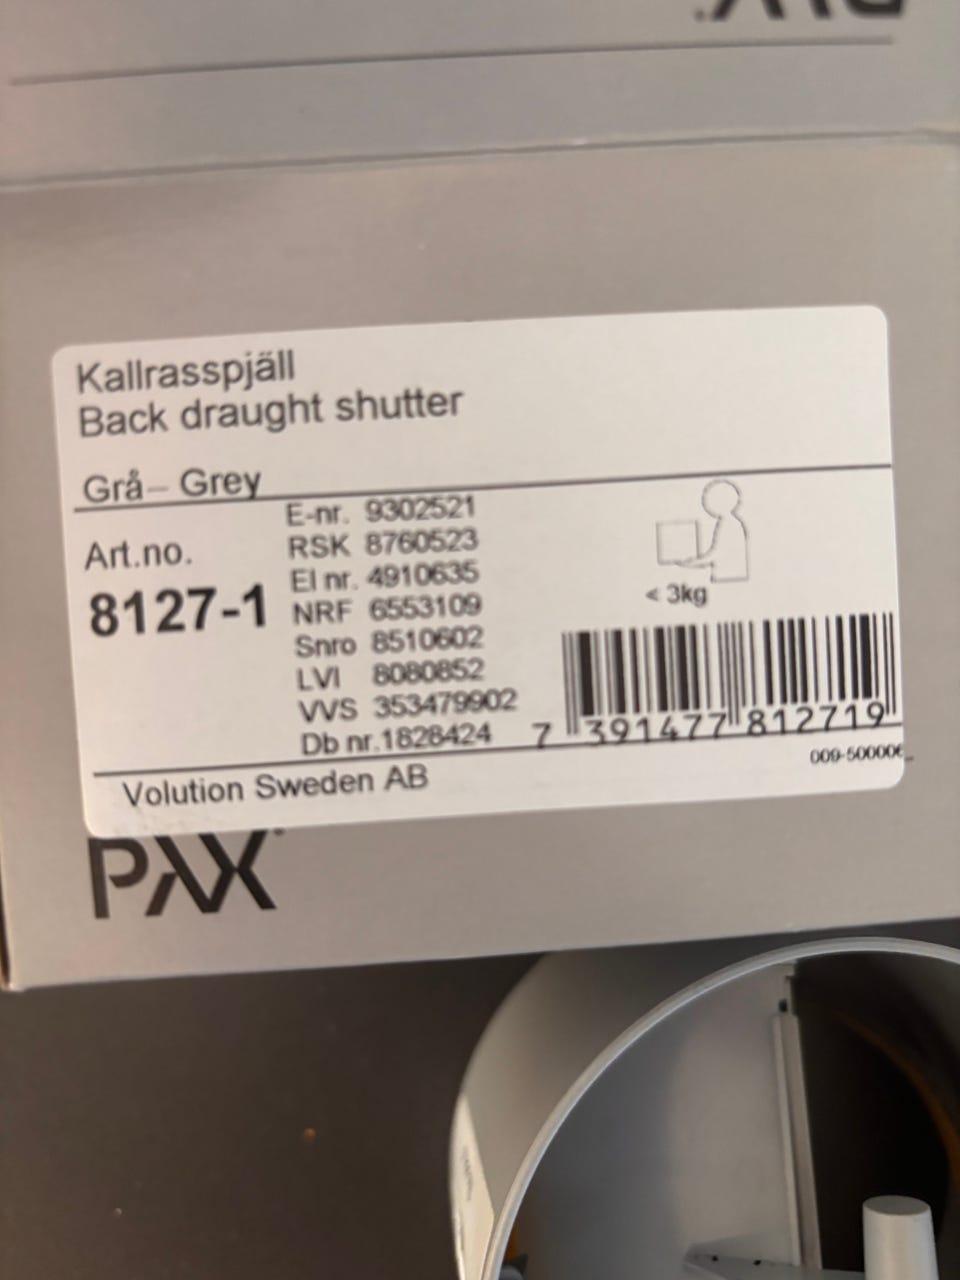 Kallrasspjäll
Back draught shutter
Grå– Grey
Art.no.
8127-1
E-nr. 9302521
RSK 8760523
El nr. 4910635
NRF 6553109
Snro 8510602
LVI 8080852
VVS 353479902
Db nr.1828424
< 3kg
7 391477 812719
Volution Sweden AB
PAX